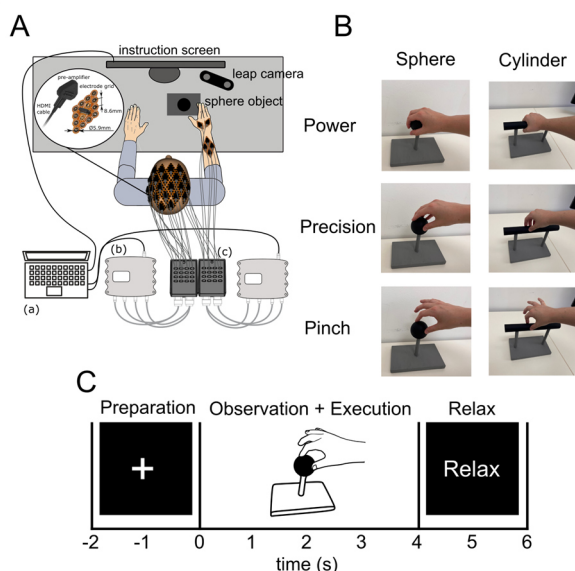 A
instruction screen
pre-amplifier
electrode grid
HDMI
cable
8.6mm
Ø5.9mm
leap camera
sphere object
(a)
(b)
(c)
B
Sphere
Cylinder
Power
Precision
Pinch
C
Preparation
Observation + Execution
Relax
+
Relax
-2
-1
0
1
2
3
4
5
6
time (s)